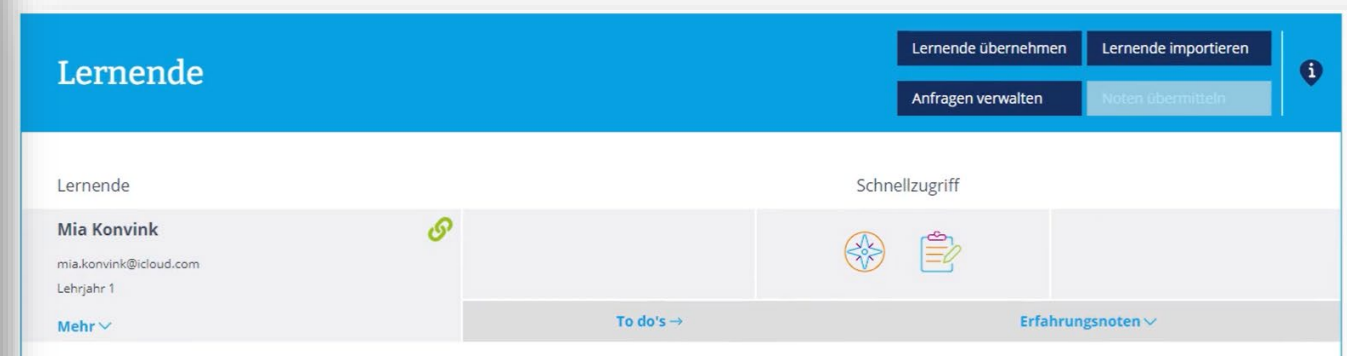 Lernende
Lernende übernehmen
Lernende importieren
Anfragen verwalten
Noten übermitteln
Lernende
Schnellzugriff
Mia Konvink
mia.konvink@icloud.com
Lehrjahr 1
Mehr
To do's →
Erfahrungsnoten